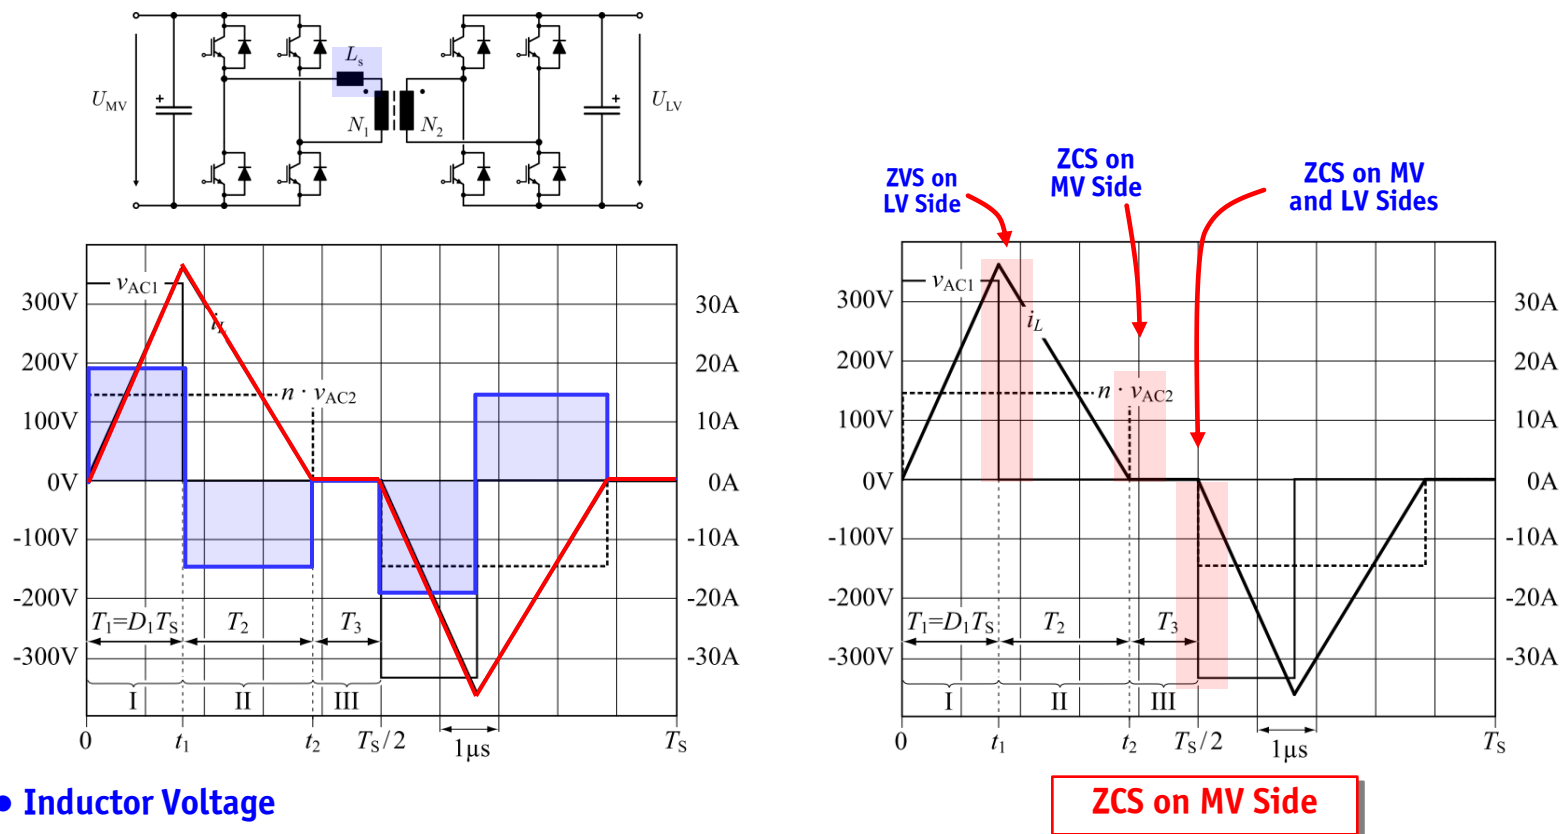 L_s
U_MV
+
N_1
N_2
+
U_LV
v_AC1
300V
200V
100V
0V
-100V
-200V
-300V
i_L
n · v_AC2
30A
20A
10A
0A
-10A
-20A
-30A
T_1=D_1T_S
T_2
T_3
I
II
III
0
t_1
t_2
T_S/2
1µs
T_S
• Inductor Voltage
ZVS on
LV Side
ZCS on
MV Side
ZCS on MV
and LV Sides
v_AC1
300V
200V
100V
0V
-100V
-200V
-300V
i_L
n · v_AC2
30A
20A
10A
0A
-10A
-20A
-30A
T_1=D_1T_S
T_2
T_3
I
II
III
0
t_1
t_2
T_S/2
1µs
T_S
ZCS on MV Side